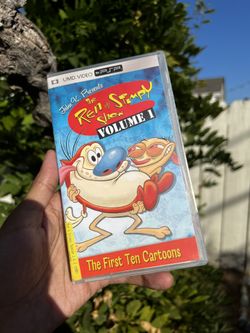 UMD VIDEO PSP
John K. Presents
THE
REN & STIMPY
SHOW
VOLUME 1
The First Ten Cartoons